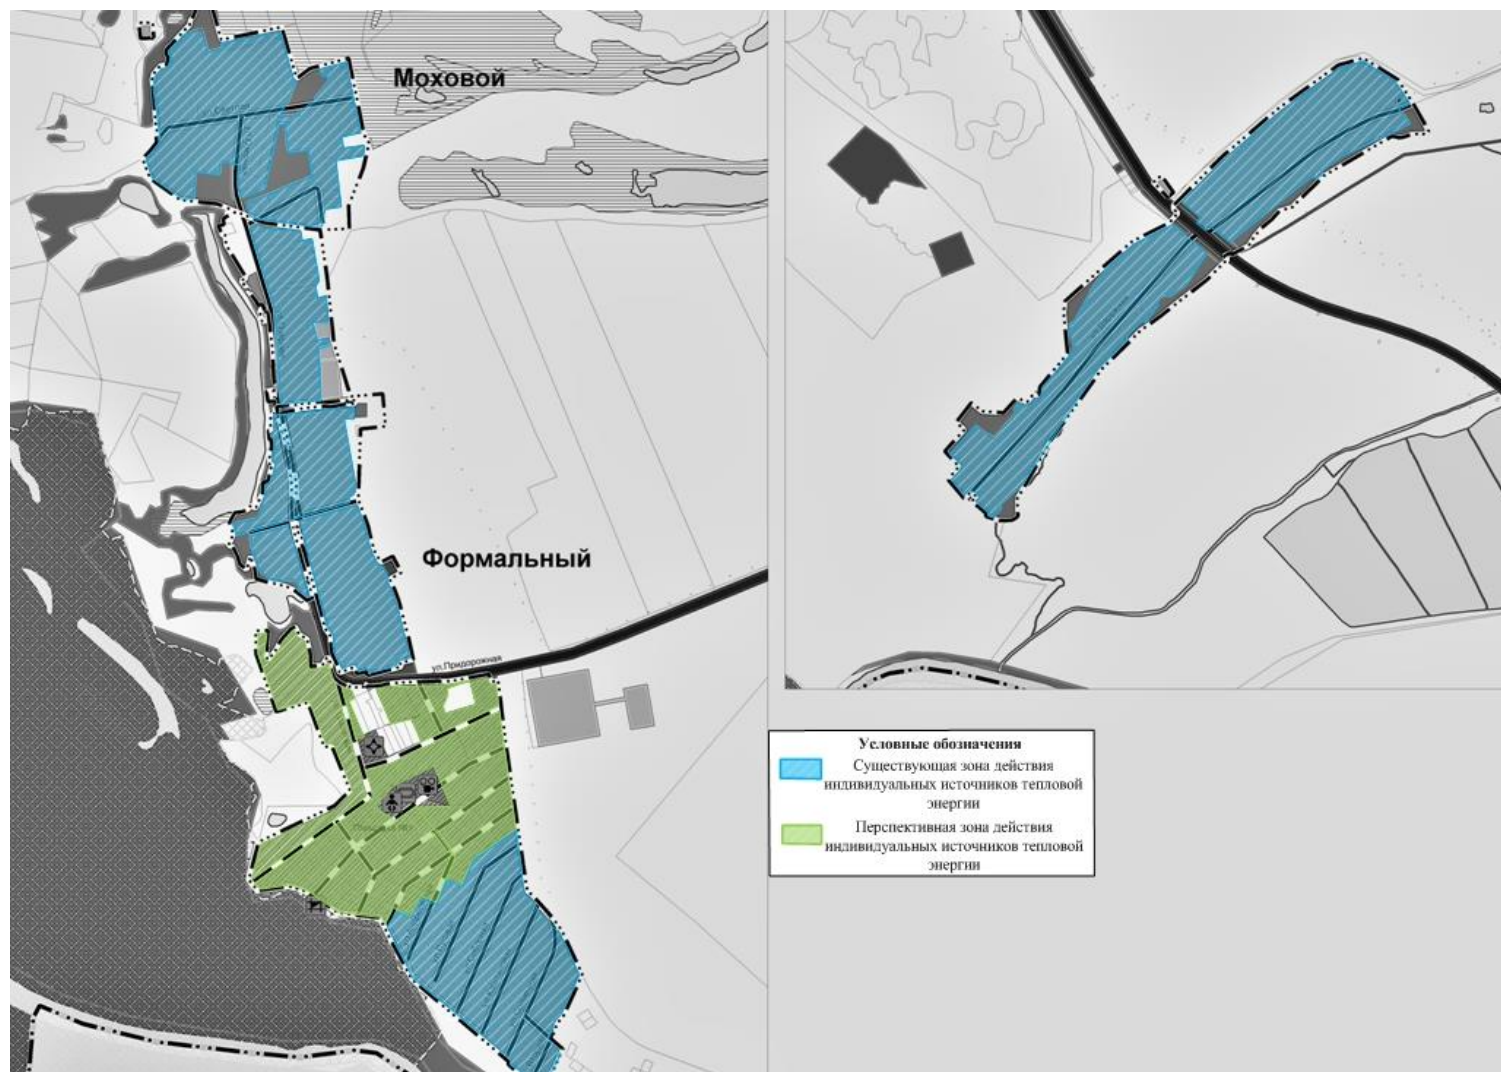 Моховой
Формальный
ул.Придорожная
Условные обозначения
Существующая зона действия
индивидуальных источников тепловой
энергии
Перспективная зона действия
индивидуальных источников тепловой
энергии